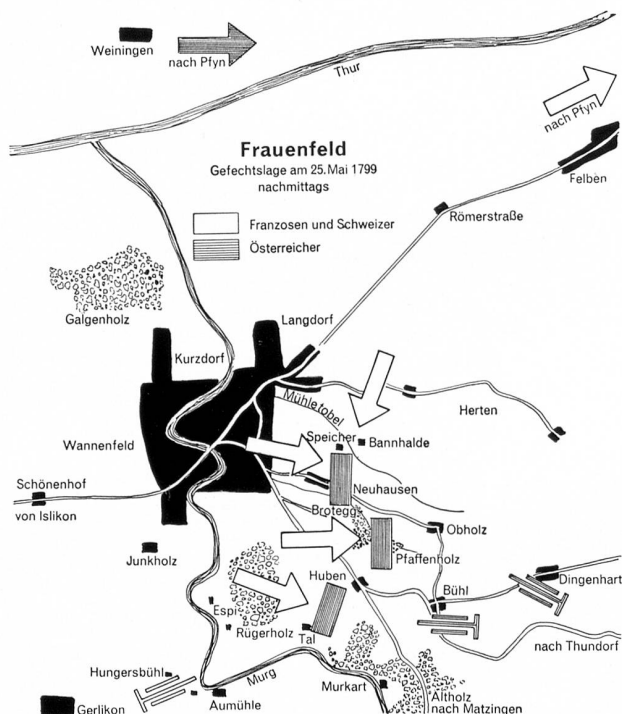 Weiningen
nach Pfyn
Thur
nach Pfyn
Frauenfeld
Gefechtslage am 25. Mai 1799
nachmittags
Felben
Franzosen und Schweizer
Österreicher
Römerstraße
Galgenholz
Langdorf
Kurzdorf
Mühletobel
Herten
Wannenfeld
Speicher
Bannhalde
Schönenhof
von Islikon
Neuhausen
Brotegg
Obholz
Junkholz
Pfaffenholz
Huben
Bühl
Dingenhart
Espi
Rügerholz
Tal
nach Thundorf
Hungersbühl
Murg
Murkart
Gerlikon
Aumühle
Altholz
nach Matzingen